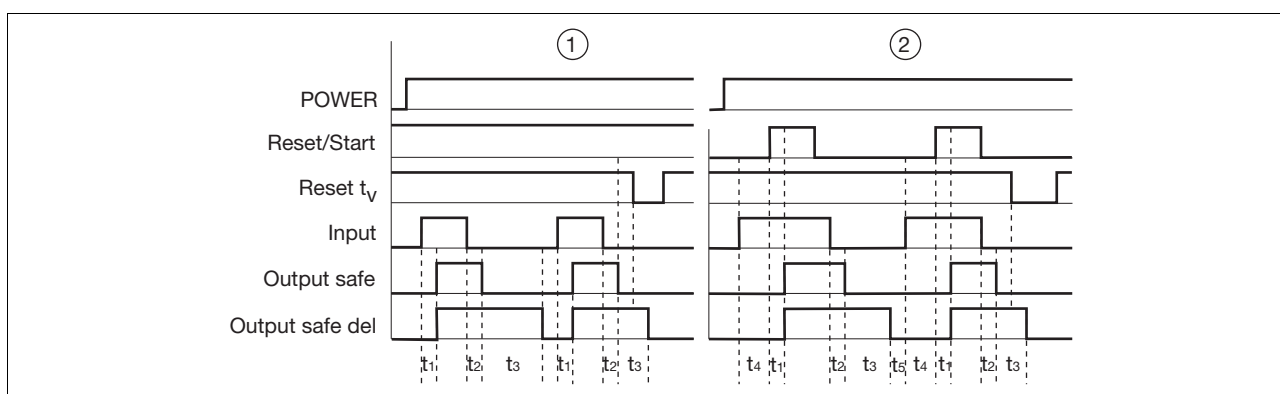 ① ②
POWER
Reset/Start
Reset tV
Input
Output safe
Output safe del
t1 t2 t3 t1 t2 t3 t4 t1 t2 t3 t5 t4 t1 t2 t3